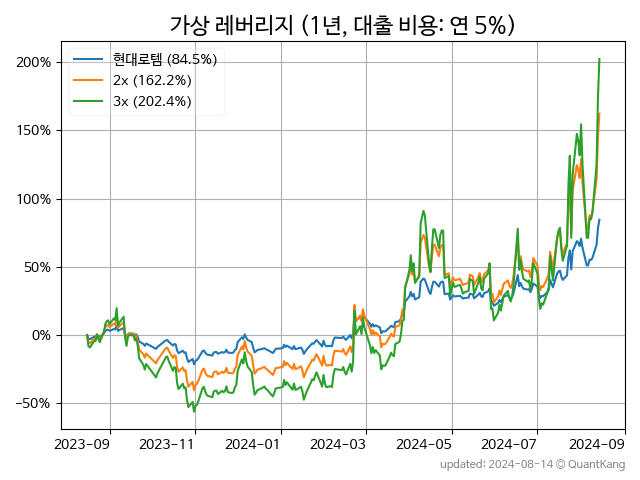 가상 레버리지 (1년, 대출 비용: 연 5%)
현대로템 (84.5%)
2x (162.2%)
3x (202.4%)
200%
150%
100%
50%
0%
−50%
2023-09 2023-11 2024-01 2024-03 2024-05 2024-07 2024-09
updated: 2024-08-14 © QuantKang